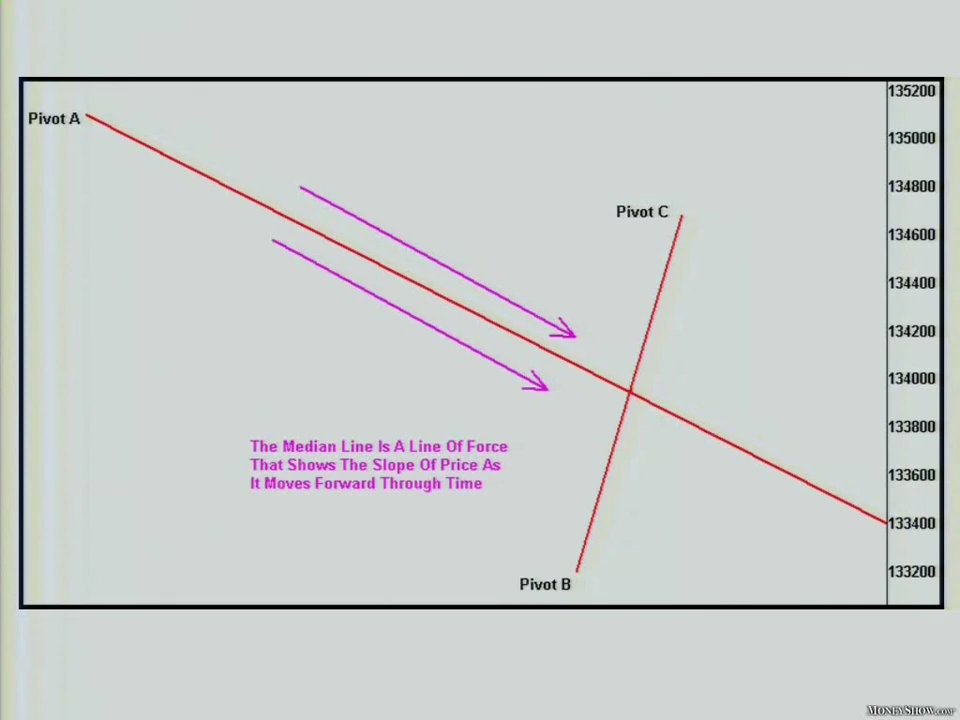 135200
Pivot A
135000
134800
Pivot C
134600
134400
134200
134000
133800
The Median Line Is A Line Of Force
That Shows The Slope Of Price As
It Moves Forward Through Time
133600
133400
133200
Pivot B
MONEYSHOW.COM